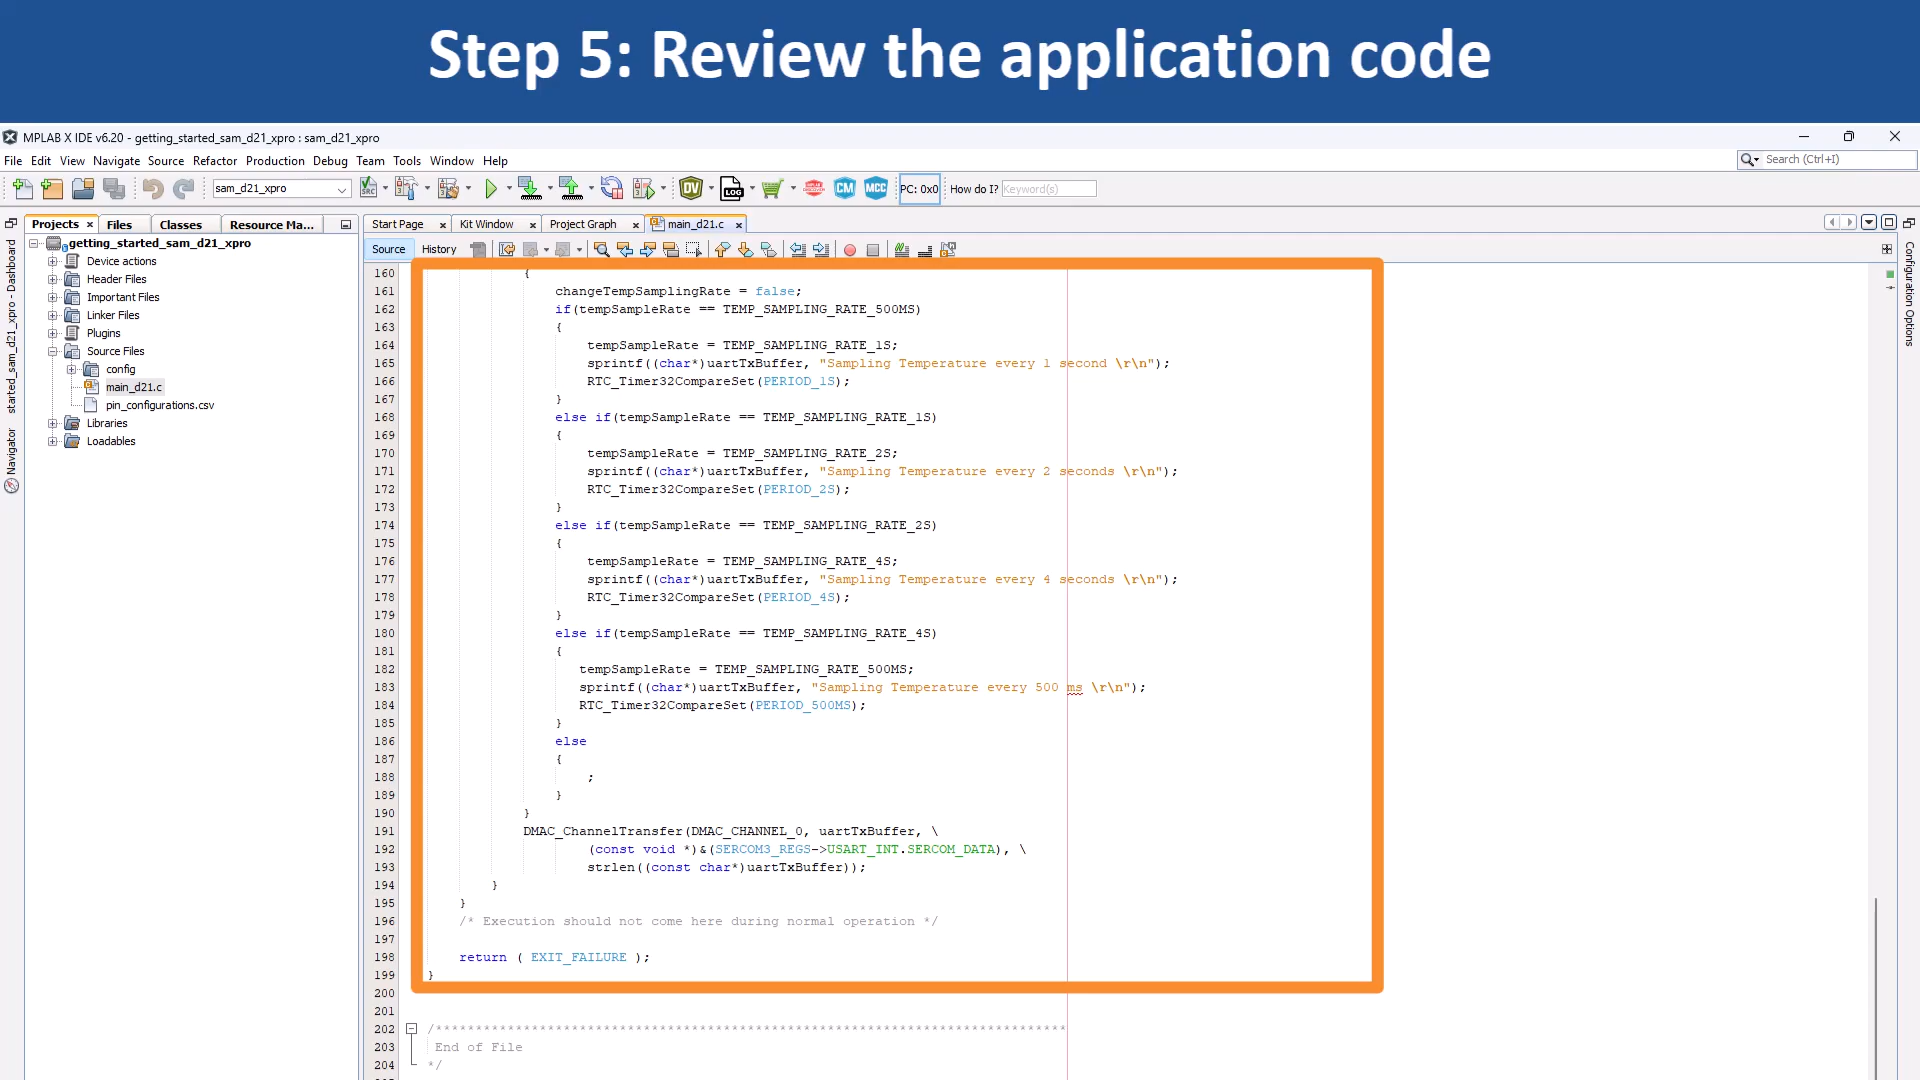 Step 5: Review the application code
MPLAB X IDE v6.20 - getting_started_sam_d21_xpro : sam_d21_xpro
File Edit View Navigate Source Refactor Production Debug Team Tools Window Help
Search (Ctrl+I)
sam_d21_xpro
SRC
DV
LOG
CM
MCC
PC: 0x0
How do I?
Keyword(s)
Projects
Files
Classes
Resource Ma...
Start Page
Kit Window
Project Graph
main_d21.c
Source
History
started_sam_d21_xpro - Dashboard
Navigator
Configuration Options
getting_started_sam_d21_xpro
Device actions
Header Files
Important Files
Linker Files
Plugins
Source Files
config
main_d21.c
pin_configurations.csv
Libraries
Loadables
160 {
161 changeTempSamplingRate = false;
162 if(tempSampleRate == TEMP_SAMPLING_RATE_500MS)
163 {
164 tempSampleRate = TEMP_SAMPLING_RATE_1S;
165 sprintf((char*)uartTxBuffer, "Sampling Temperature every 1 second \r\n");
166 RTC_Timer32CompareSet(PERIOD_1S);
167 }
168 else if(tempSampleRate == TEMP_SAMPLING_RATE_1S)
169 {
170 tempSampleRate = TEMP_SAMPLING_RATE_2S;
171 sprintf((char*)uartTxBuffer, "Sampling Temperature every 2 seconds \r\n");
172 RTC_Timer32CompareSet(PERIOD_2S);
173 }
174 else if(tempSampleRate == TEMP_SAMPLING_RATE_2S)
175 {
176 tempSampleRate = TEMP_SAMPLING_RATE_4S;
177 sprintf((char*)uartTxBuffer, "Sampling Temperature every 4 seconds \r\n");
178 RTC_Timer32CompareSet(PERIOD_4S);
179 }
180 else if(tempSampleRate == TEMP_SAMPLING_RATE_4S)
181 {
182 tempSampleRate = TEMP_SAMPLING_RATE_500MS;
183 sprintf((char*)uartTxBuffer, "Sampling Temperature every 500 ms \r\n");
184 RTC_Timer32CompareSet(PERIOD_500MS);
185 }
186 else
187 {
188 ;
189 }
190 }
191 DMAC_ChannelTransfer(DMAC_CHANNEL_0, uartTxBuffer, \
192 (const void *)&(SERCOM3_REGS->USART_INT.SERCOM_DATA), \
193 strlen((const char*)uartTxBuffer));
194 }
195 }
196 /* Execution should not come here during normal operation */
197
198 return ( EXIT_FAILURE );
199 }
200
201
202 /*******************************************************************************
203 End of File
204 */